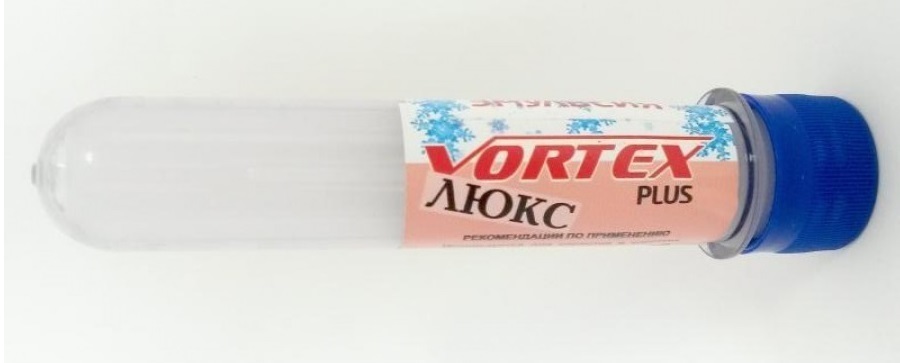 эмульсия
VORTEX
PLUS
ЛЮКС
РЕКОМЕНДАЦИИ ПО ПРИМЕНЕНИЮ